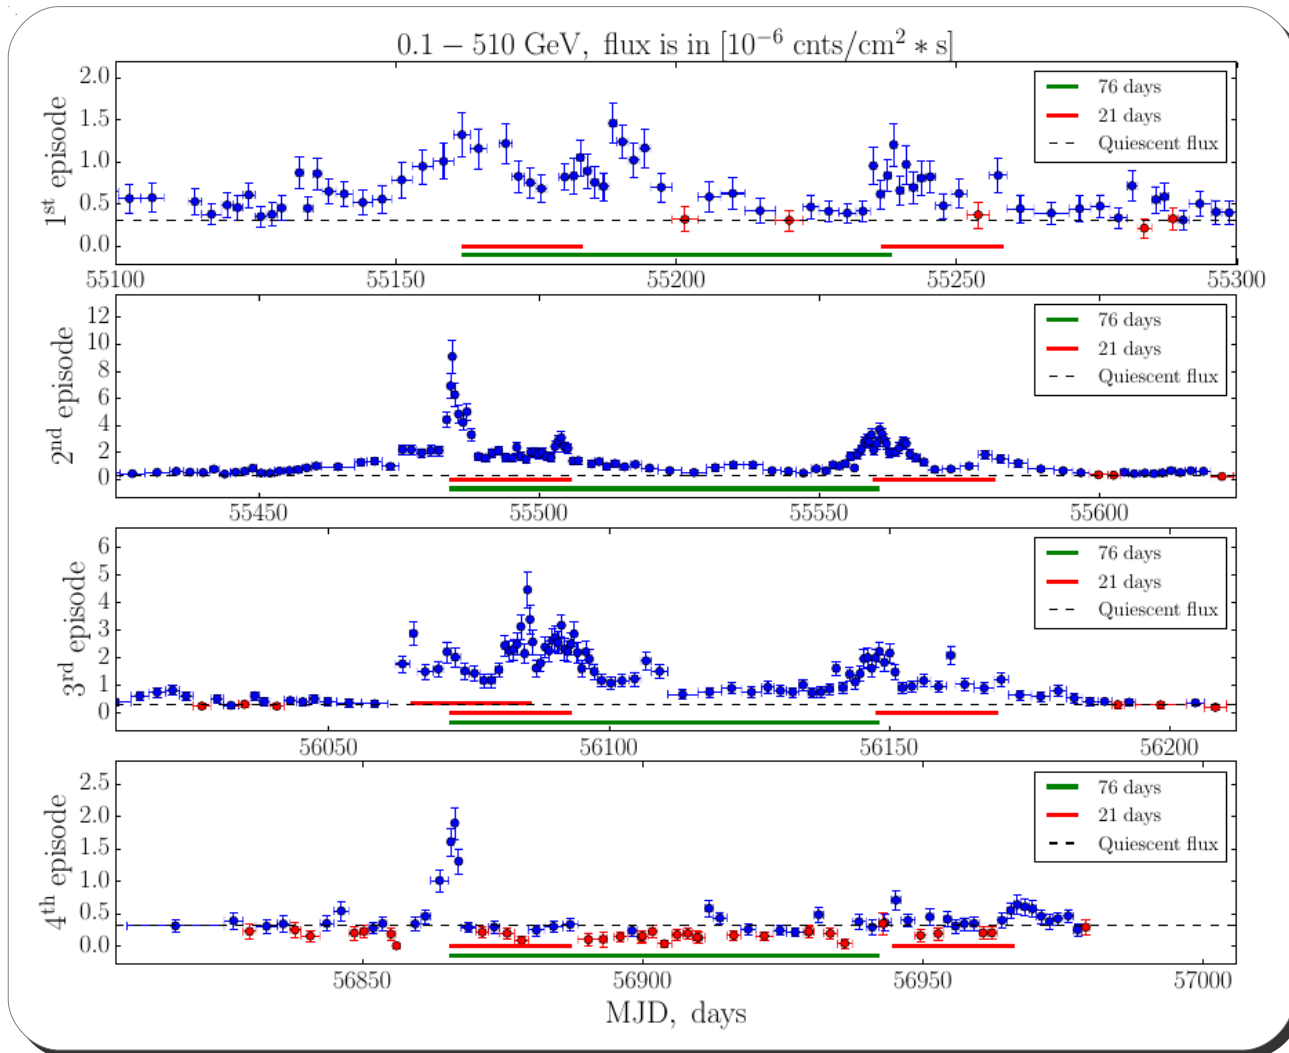 0.1 − 510 GeV, flux is in [10⁻⁶ cnts/cm² ∗ s]
1st episode
2.0
1.5
1.0
0.5
0.0
76 days
21 days
Quiescent flux
55100 55150 55200 55250 55300
2nd episode
12
10
8
6
4
2
0
76 days
21 days
Quiescent flux
55450 55500 55550 55600
3rd episode
6
5
4
3
2
1
0
76 days
21 days
Quiescent flux
56050 56100 56150 56200
4th episode
2.5
2.0
1.5
1.0
0.5
0.0
76 days
21 days
Quiescent flux
56850 56900 56950 57000
MJD, days